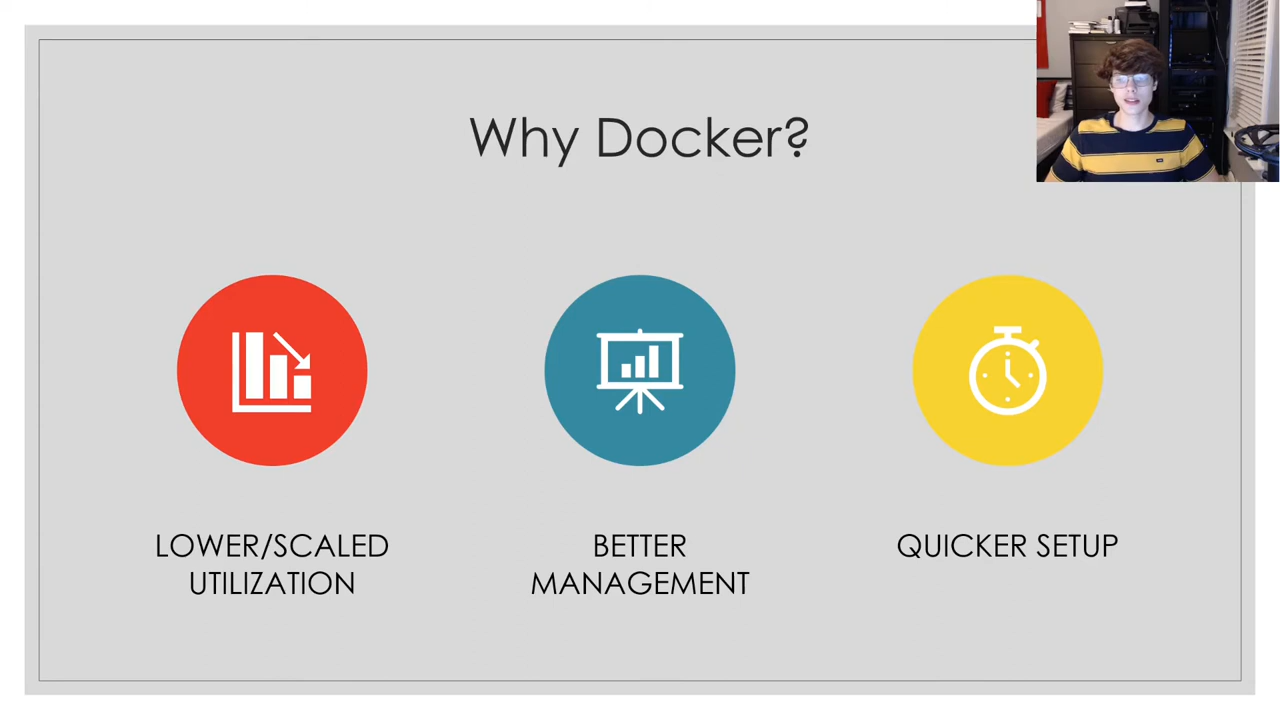 Why Docker?
LOWER/SCALED
UTILIZATION
BETTER
MANAGEMENT
QUICKER SETUP